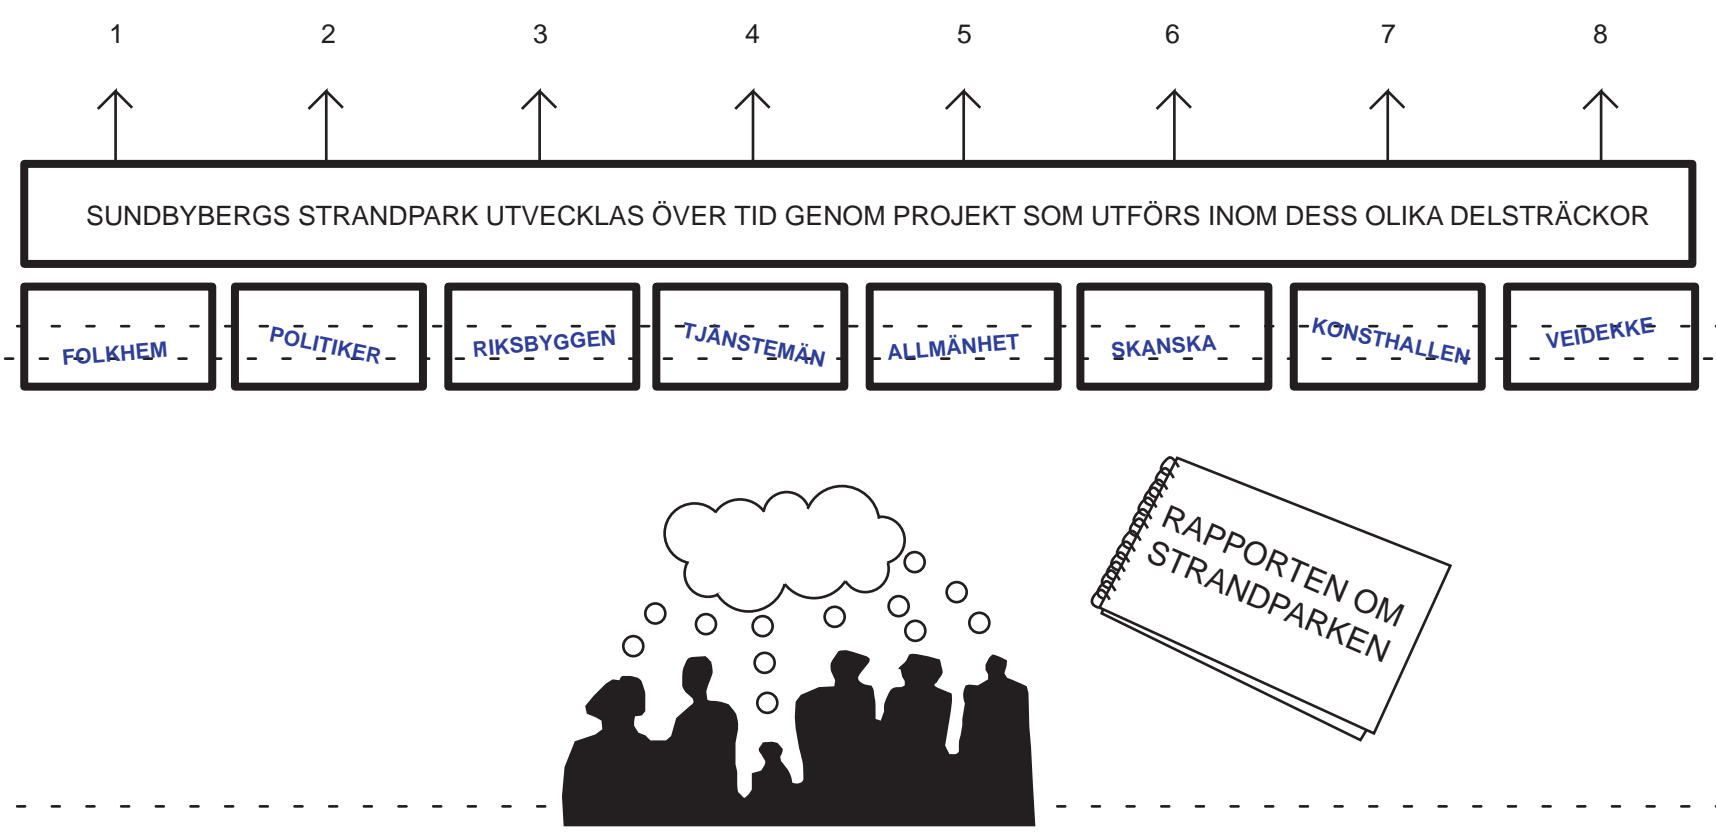 1 2 3 4 5 6 7 8
SUNDBYBERGS STRANDPARK UTVECKLAS ÖVER TID GENOM PROJEKT SOM UTFÖRS INOM DESS OLIKA DELSTRÄCKOR
FOLKHEM POLITIKER RIKSBYGGEN TJÄNSTEMÄN ALLMÄNHET SKANSKA KONSTHALLEN VEIDEKKE
RAPPORTEN OM
STRANDPARKEN